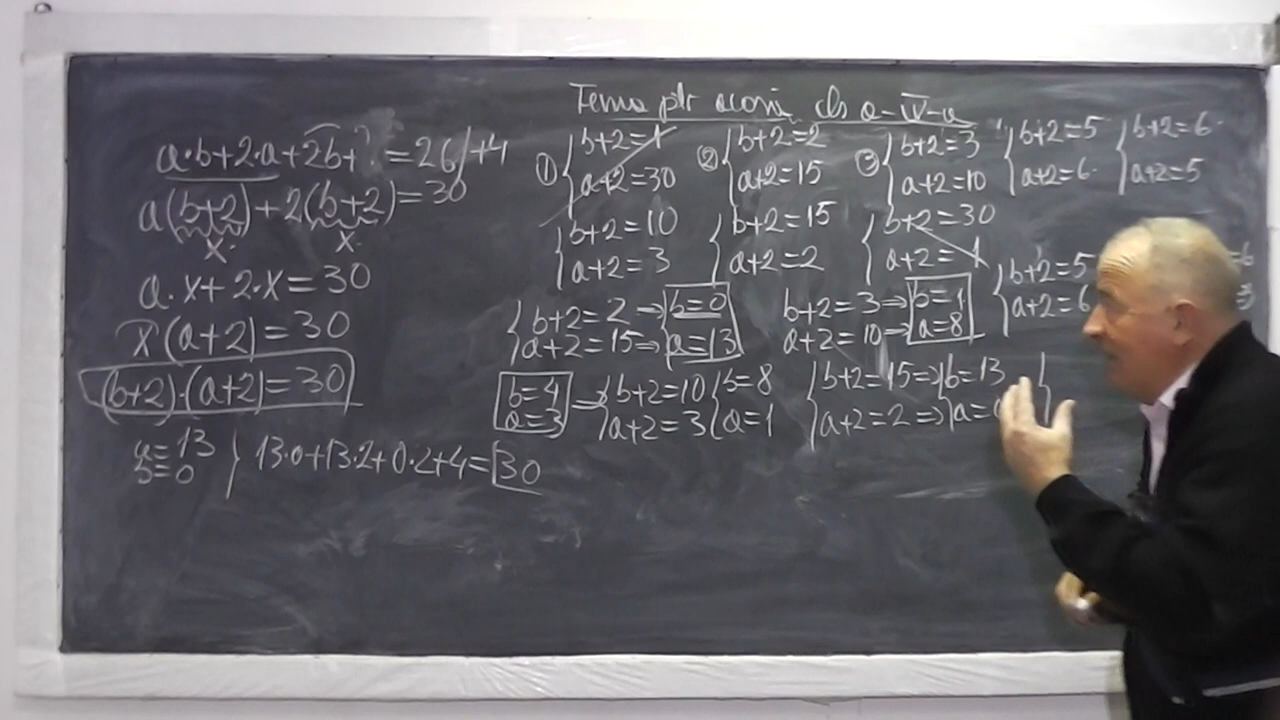 Tema ptr acasă cls a-IV-a
a·b+2·a+2b+? = 26/+4
a(b+2)+2(b+2)=30
x x
a·x+2·x=30
x(a+2)=30
(b+2)·(a+2)=30
a=13
b=0
13·0+13·2+0·2+4=30
① b+2=1
a+2=30
② b+2=2
a+2=15
③ b+2=3
a+2=10
b+2=5
a+2=6
b+2=6
a+2=5
b+2=10
a+2=3
b+2=15
a+2=2
b+2=30
a+2=1
b+2=2 → b=0
a+2=15 → a=13
b+2=3 → b=1
a+2=10 → a=8
b+2=5
a+2=6
b=4
a=3
b+2=10 b=8
a+2=3 a=1
b+2=15 ⇒ b=13
a+2=2 ⇒ a=